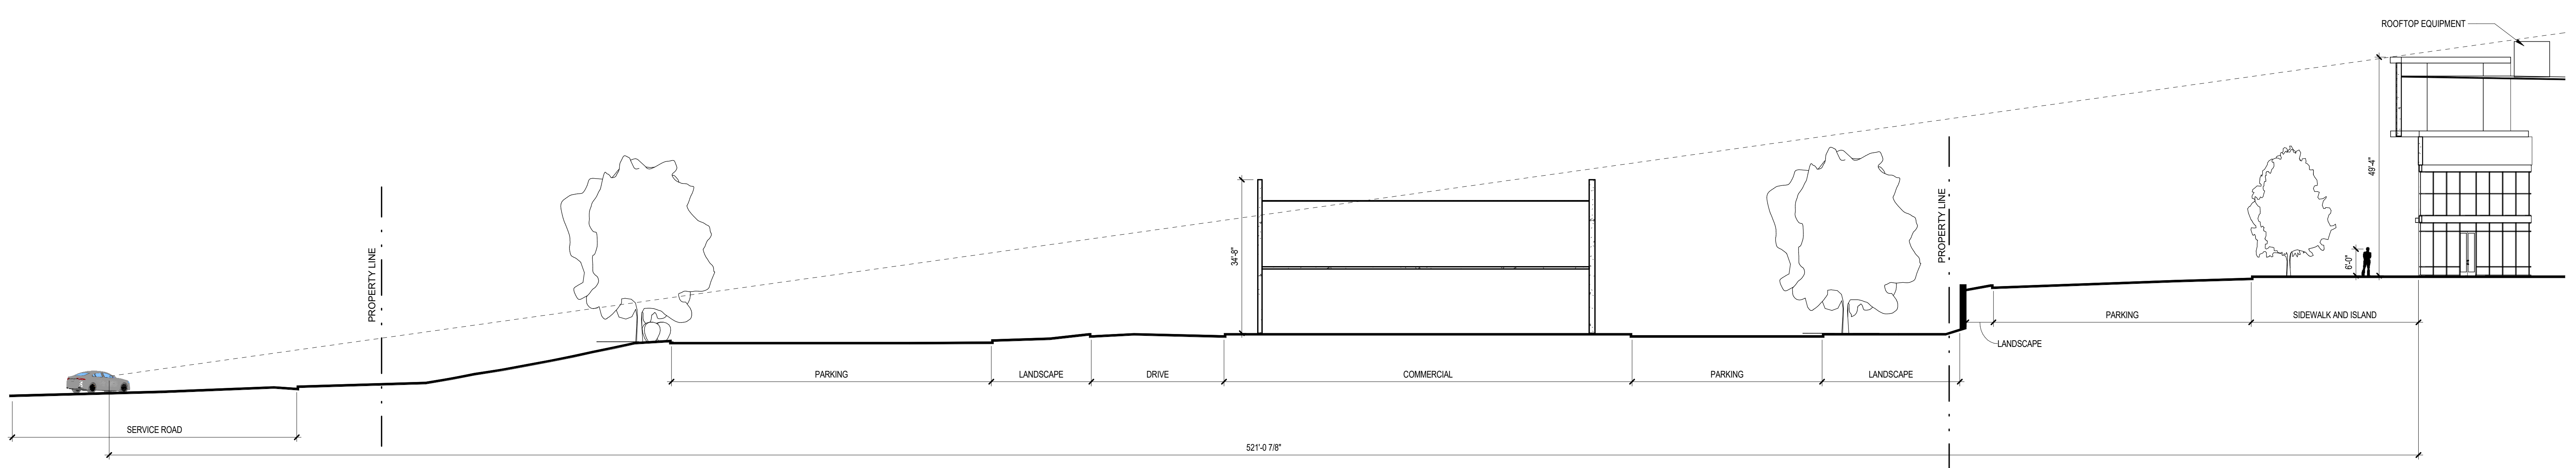 ROOFTOP EQUIPMENT
PROPERTY LINE
34'-8"
PROPERTY LINE
49'-4"
6'-0"
PARKING
SIDEWALK AND ISLAND
LANDSCAPE
PARKING
LANDSCAPE
DRIVE
COMMERCIAL
PARKING
LANDSCAPE
SERVICE ROAD
521'-0 7/8"